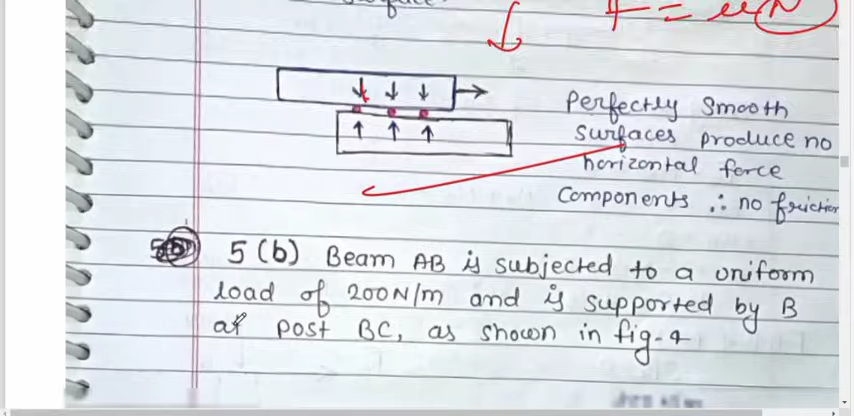 F = u(N)
Perfectly Smooth
surfaces produce no
horizontal force
Components ∴ no friction
5(b) Beam AB is subjected to a uniform
load of 200N/m and is supported by B
at post BC, as shown in fig-4